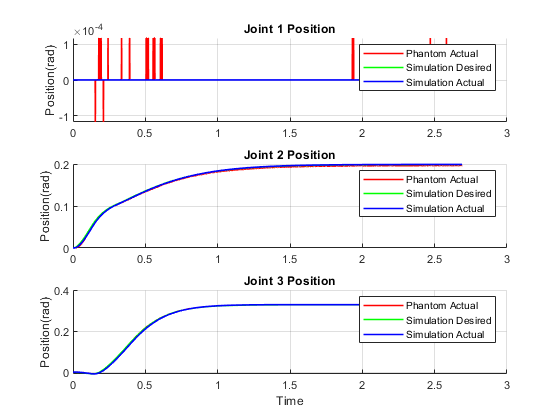 Joint 1 Position
×10^-4
Position(rad)
1
0
-1
0 0.5 1 1.5 2 2.5 3
Phantom Actual
Simulation Desired
Simulation Actual
Joint 2 Position
Position(rad)
0.2
0.1
0
0 0.5 1 1.5 2 2.5 3
Phantom Actual
Simulation Desired
Simulation Actual
Joint 3 Position
Position(rad)
0.4
0.2
0
0 0.5 1 1.5 2 2.5 3
Phantom Actual
Simulation Desired
Simulation Actual
Time